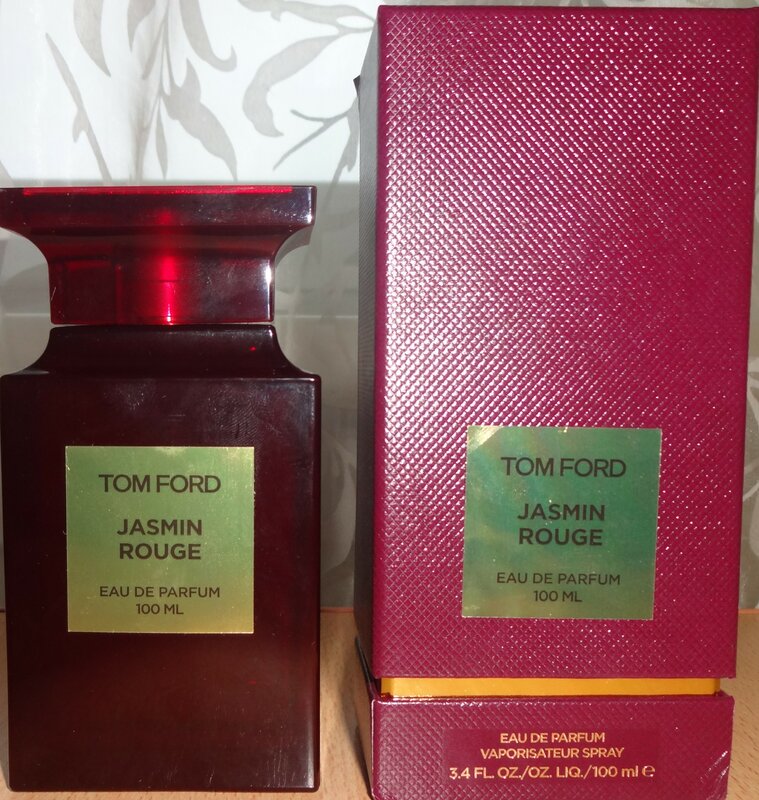 TOM FORD
JASMIN
ROUGE
EAU DE PARFUM
100 ML
TOM FORD
JASMIN
ROUGE
EAU DE PARFUM
100 ML
EAU DE PARFUM
VAPORISATEUR SPRAY
3.4 FL. OZ./OZ. LIQ./100 ml ℮